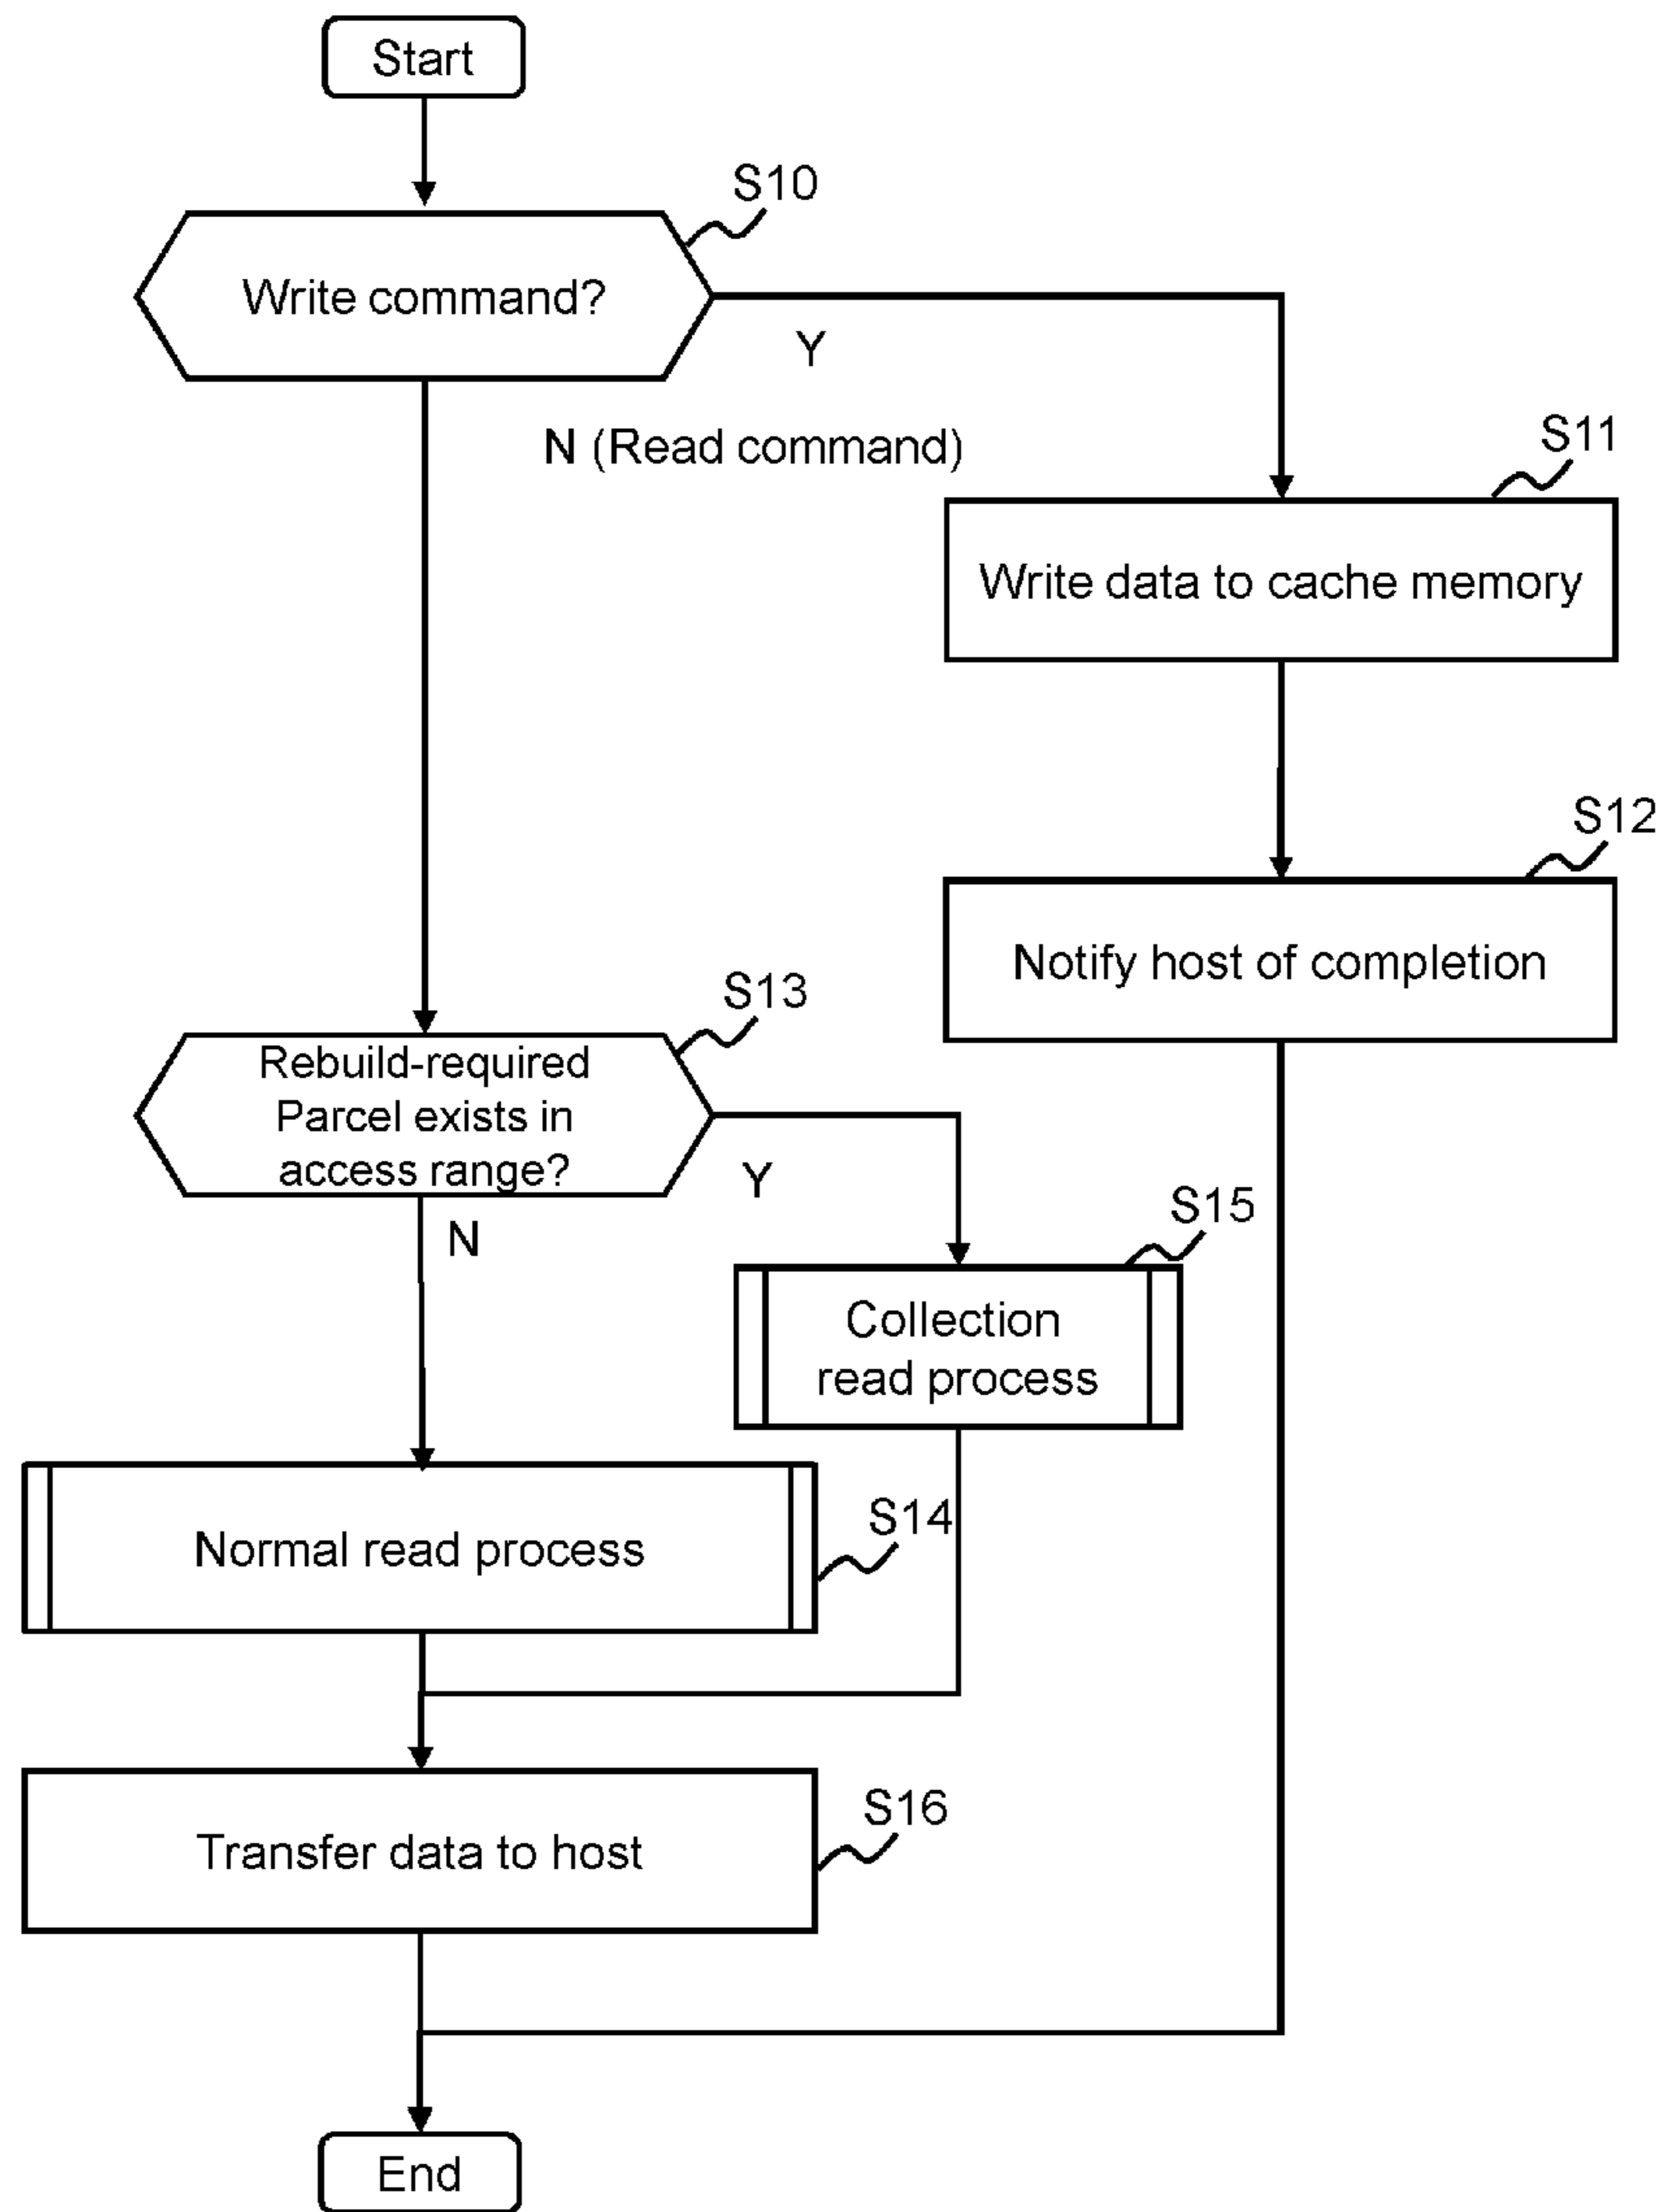 Start
S10
Write command?
Y
N (Read command)
S11
Write data to cache memory
S12
Notify host of completion
S13
Rebuild-required
Parcel exists in
access range?
Y
N
S15
Collection
read process
S14
Normal read process
S16
Transfer data to host
End